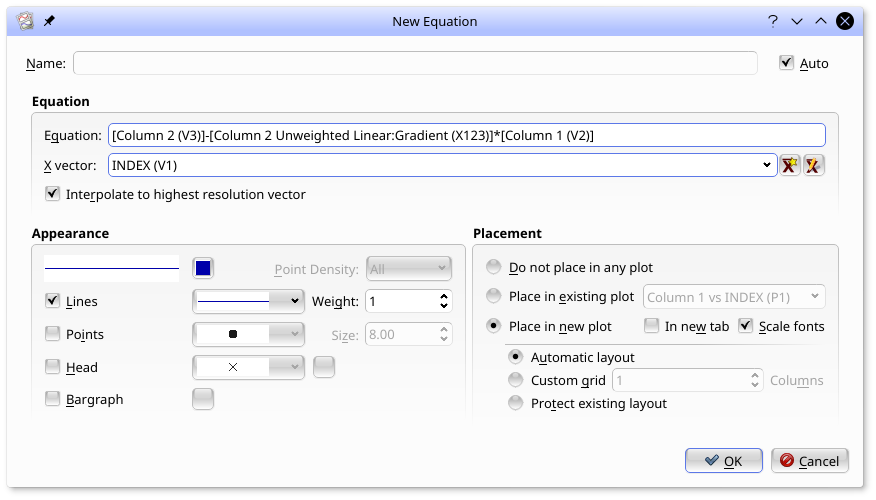 New Equation
Name:
Auto
Equation
Equation: [Column 2 (V3)]-[Column 2 Unweighted Linear:Gradient (X123)]*[Column 1 (V2)]
X vector: INDEX (V1)
Interpolate to highest resolution vector
Appearance
Point Density: All
Lines
Weight: 1
Points
Size: 8.00
Head
Bargraph
Placement
Do not place in any plot
Place in existing plot Column 1 vs INDEX (P1)
Place in new plot In new tab Scale fonts
Automatic layout
Custom grid 1 Columns
Protect existing layout
OK Cancel